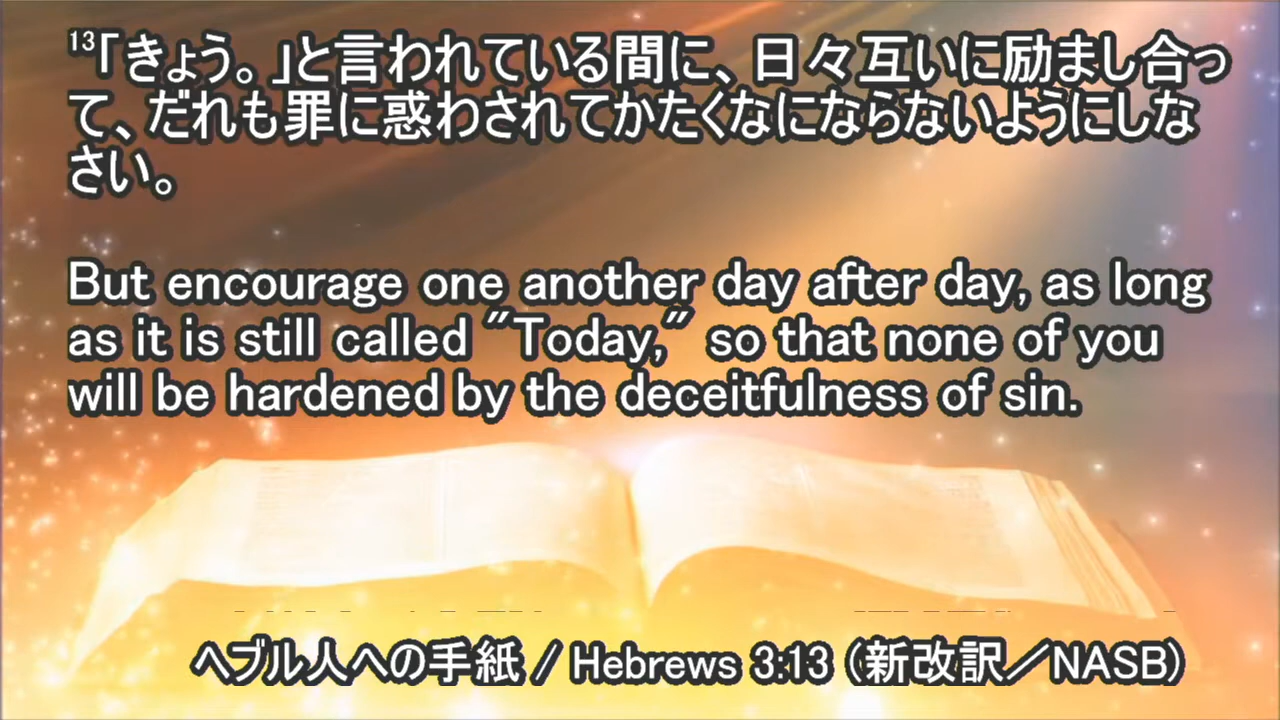 13「きょう。」と言われている間に、日々互いに励まし合っ
て、だれも罪に惑わされてかたくなにならないようにしな
さい。
But encourage one another day after day, as long
as it is still called "Today," so that none of you
will be hardened by the deceitfulness of sin.
ヘブル人への手紙 / Hebrews 3:13 (新改訳／NASB)